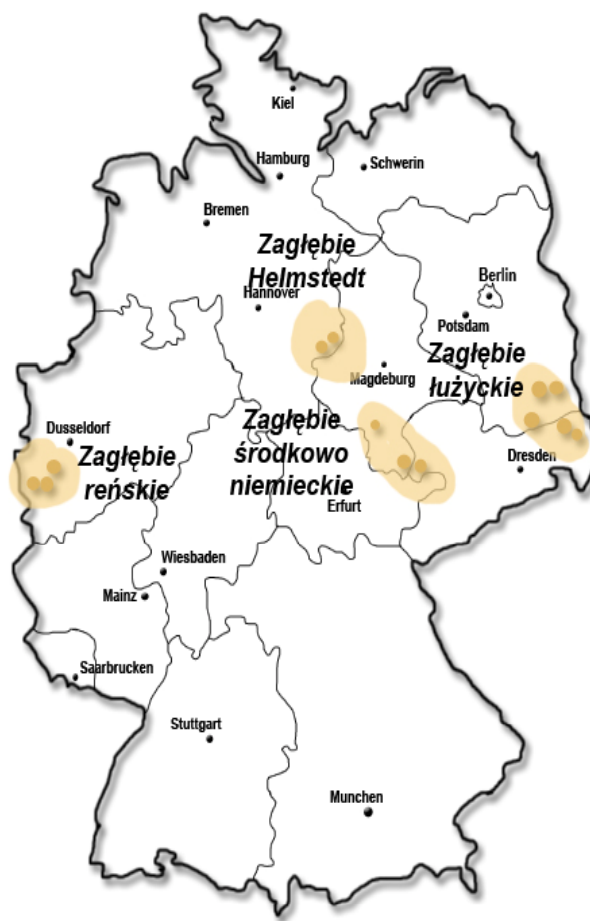 Kiel
Hamburg
Schwerin
Bremen
Zagłębie
Helmstedt
Hannover
Berlin
Potsdam
Zagłębie
łużyckie
Magdeburg
Dusseldorf
Zagłębie
reńskie
Zagłębie
środkowo
niemieckie
Erfurt
Dresden
Wiesbaden
Mainz
Saarbrucken
Stuttgart
Munchen